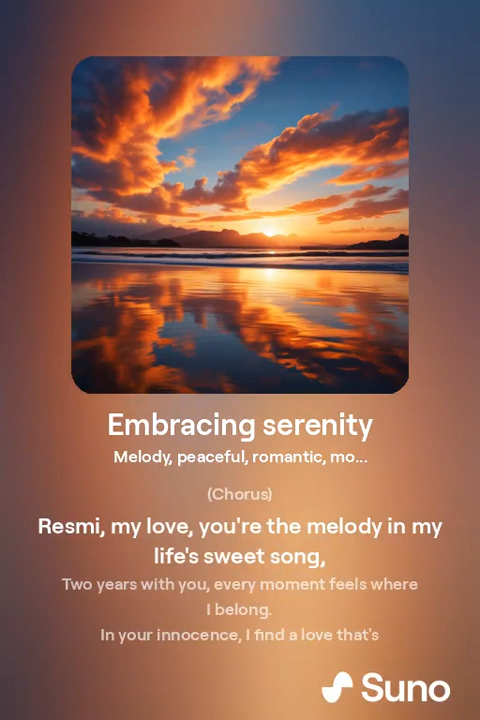 Embracing serenity
Melody, peaceful, romantic, mo...
(Chorus)
Resmi, my love, you're the melody in my
life's sweet song,
Two years with you, every moment feels where
I belong.
In your innocence, I find a love that's
Suno